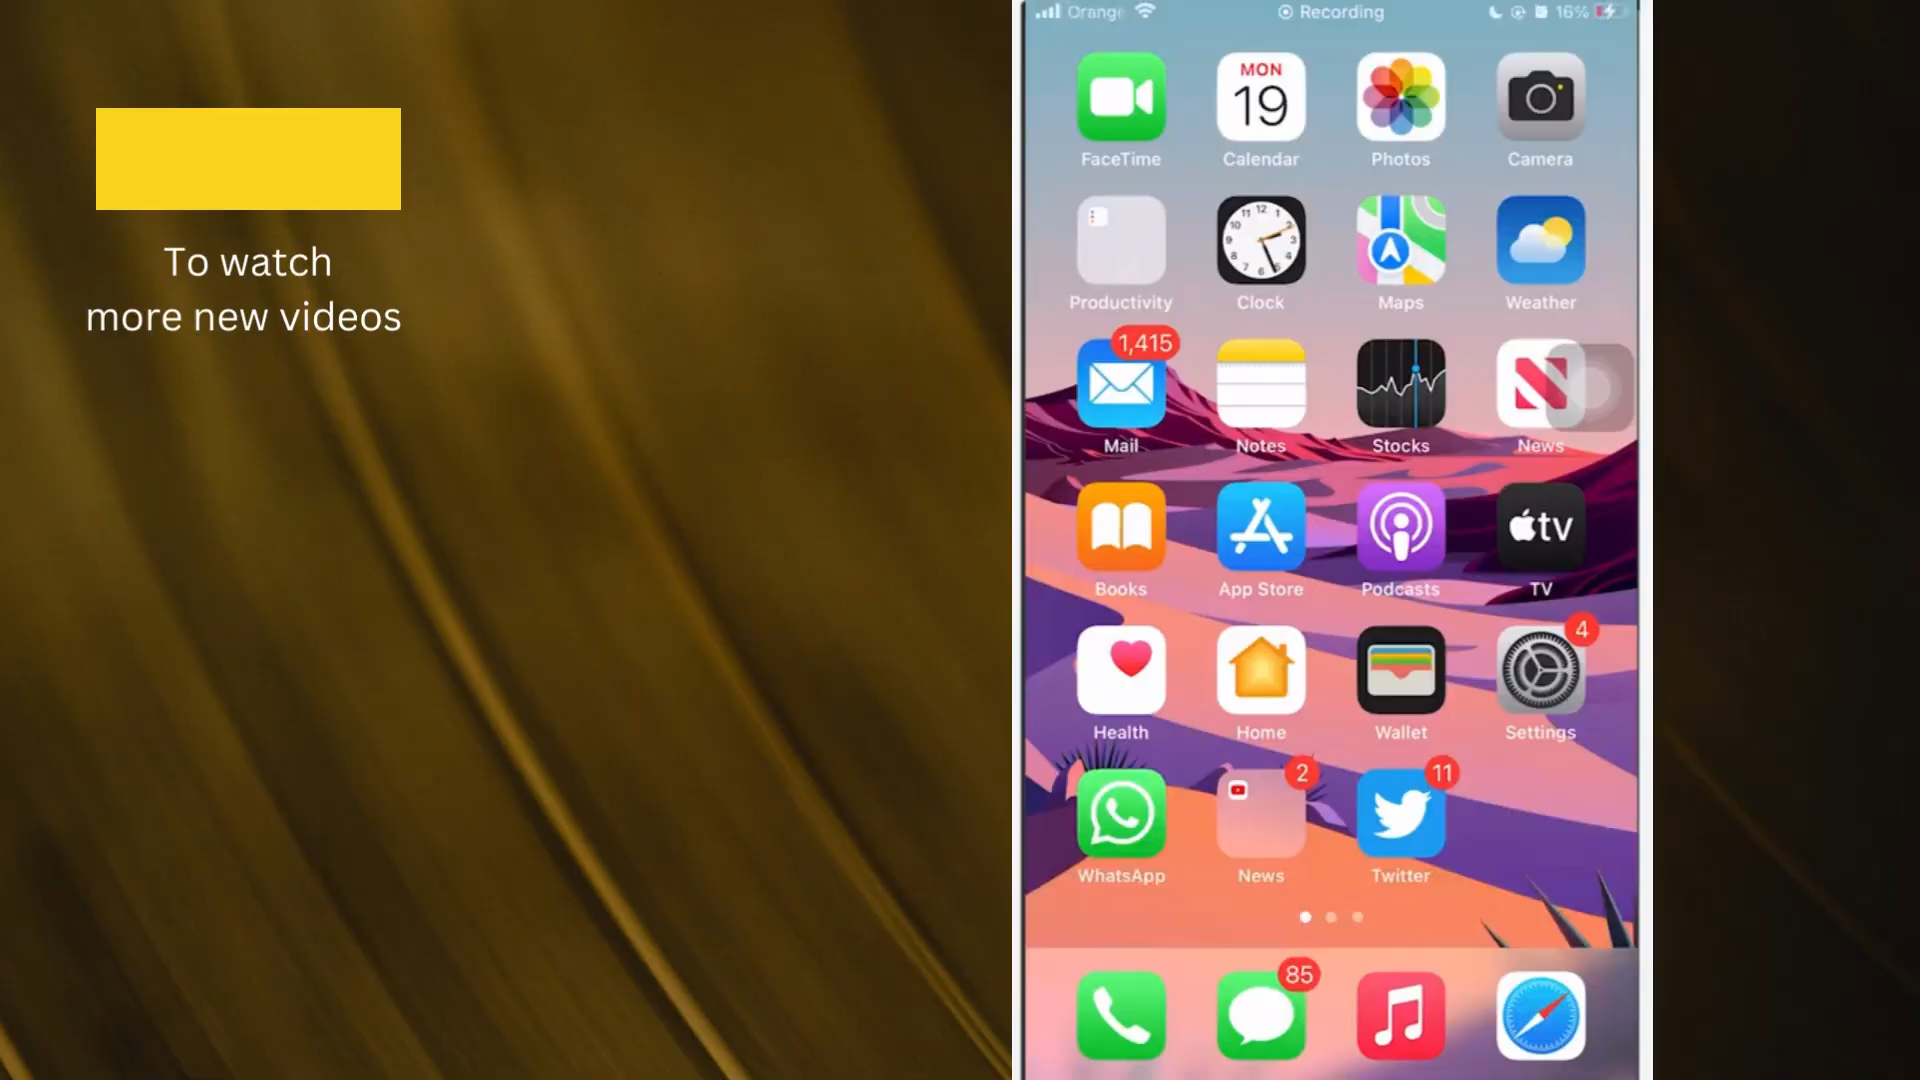 To watch
more new videos
Orange
Recording
16%
MON
19
FaceTime
Calendar
Photos
Camera
12
Productivity
Clock
Maps
Weather
1,415
Mail
Notes
Stocks
News
tv
Books
App Store
Podcasts
TV
4
Health
Home
Wallet
Settings
2
11
WhatsApp
News
Twitter
85